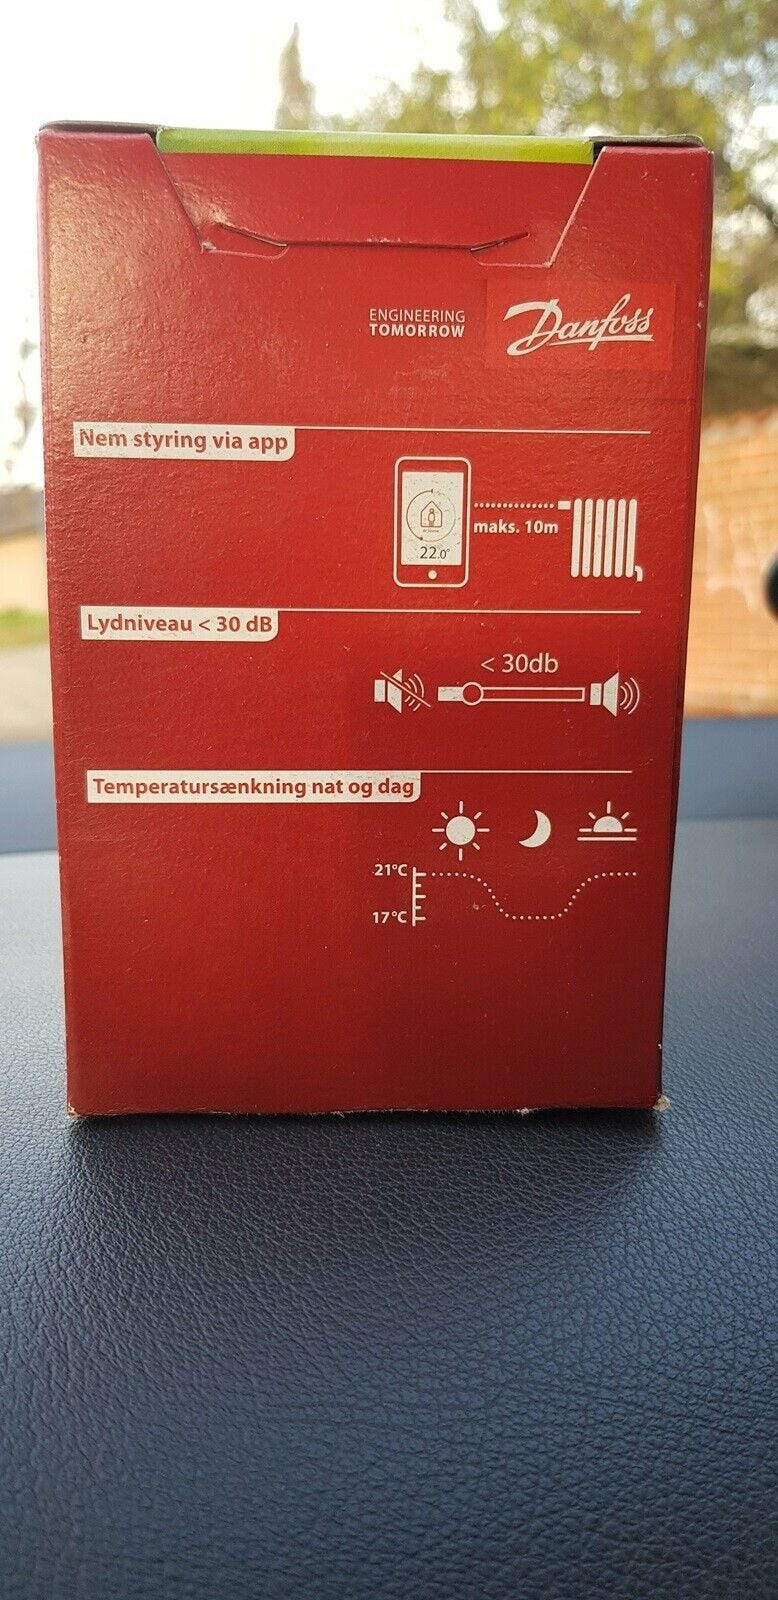 ENGINEERING
TOMORROW
Danfoss
Nem styring via app
maks. 10m
22.0°
Lydniveau < 30 dB
< 30db
Temperatursænkning nat og dag
21°C
17°C